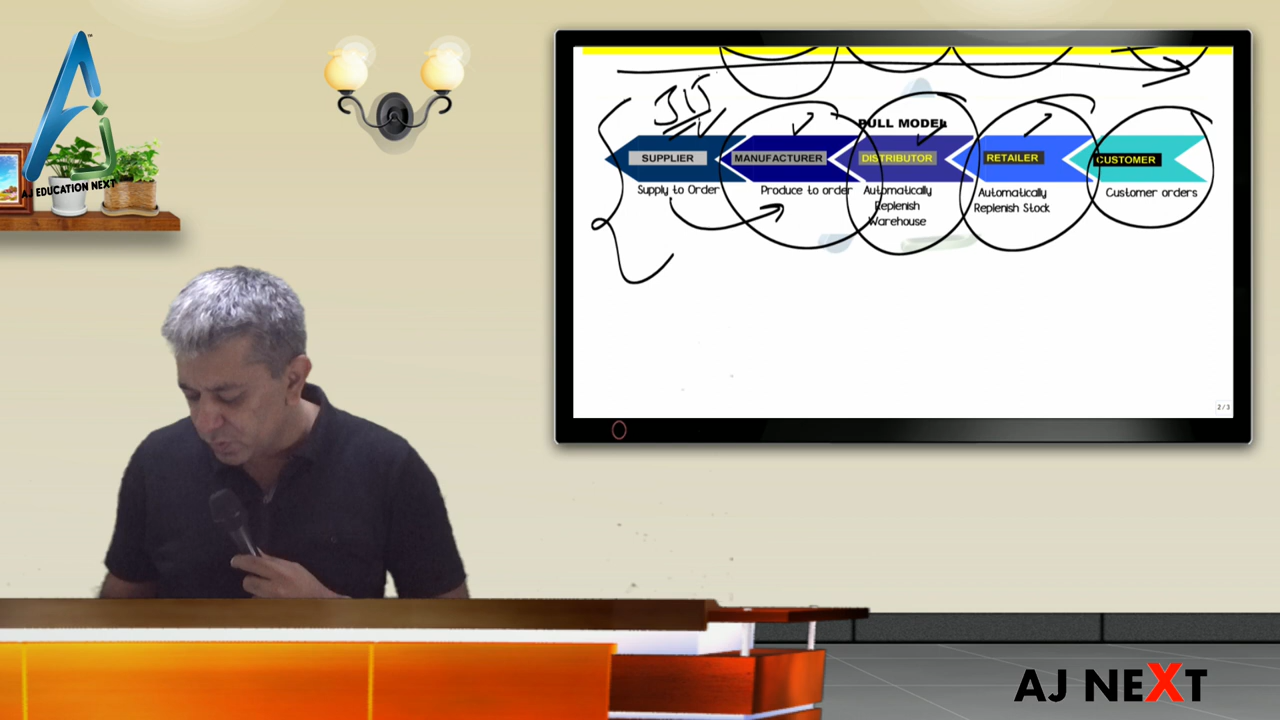 AJ EDUCATION NEXT
JIT
PULL MODEL
SUPPLIER
MANUFACTURER
DISTRIBUTOR
RETAILER
CUSTOMER
Supply to Order
Produce to order
Automatically
Replenish
Warehouse
Automatically
Replenish Stock
Customer orders
2 / 3
AJ NEXT